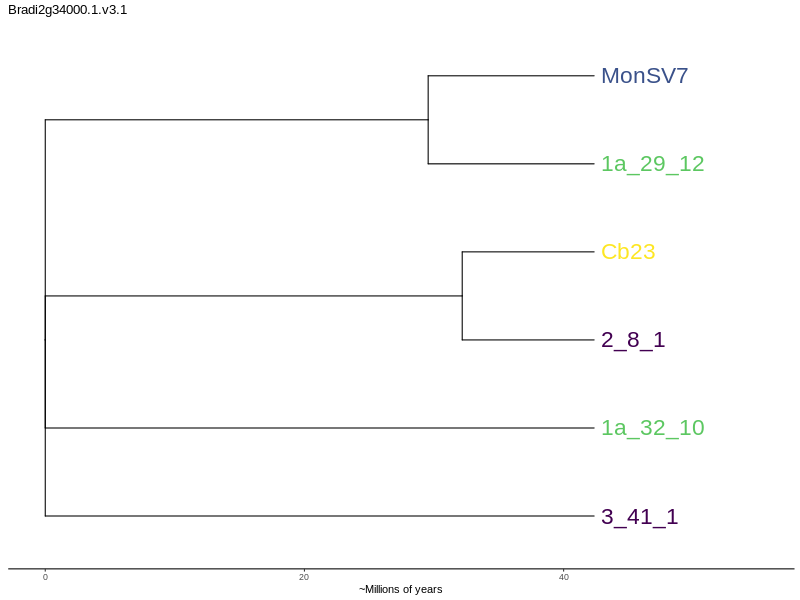 Bradi2g34000.1.v3.1
MonSV7
1a_29_12
Cb23
2_8_1
1a_32_10
3_41_1
0 20 40
~Millions of years